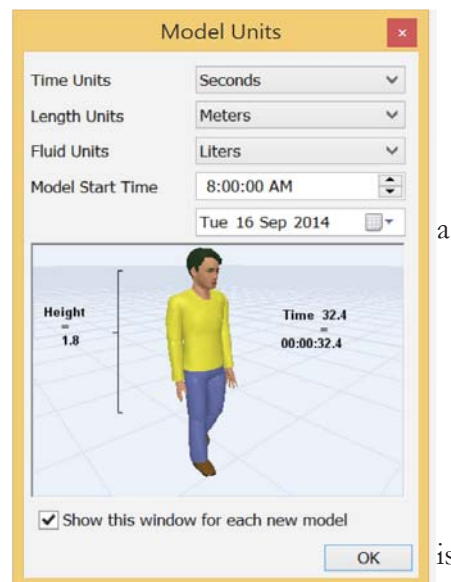 Model Units
×
Time Units Seconds
Length Units Meters
Fluid Units Liters
Model Start Time 8:00:00 AM
Tue 16 Sep 2014
a
Height
=
1.8
Time 32.4
=
00:00:32.4
Show this window for each new model
OK
is